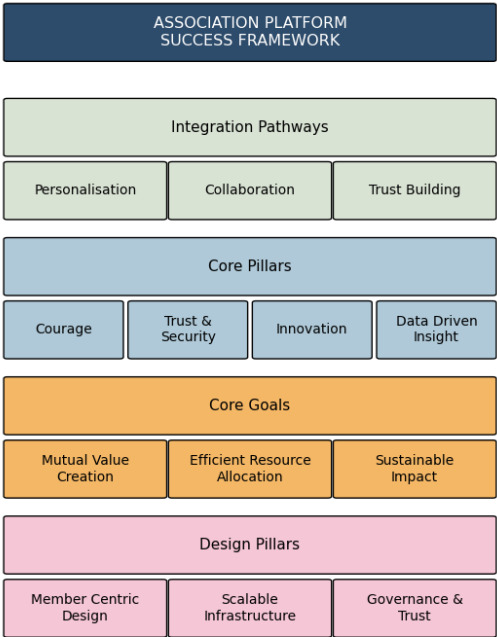 ASSOCIATION PLATFORM
SUCCESS FRAMEWORK
Integration Pathways
Personalisation
Collaboration
Trust Building
Core Pillars
Courage
Trust &
Security
Innovation
Data Driven
Insight
Core Goals
Mutual Value
Creation
Efficient Resource
Allocation
Sustainable
Impact
Design Pillars
Member Centric
Design
Scalable
Infrastructure
Governance &
Trust